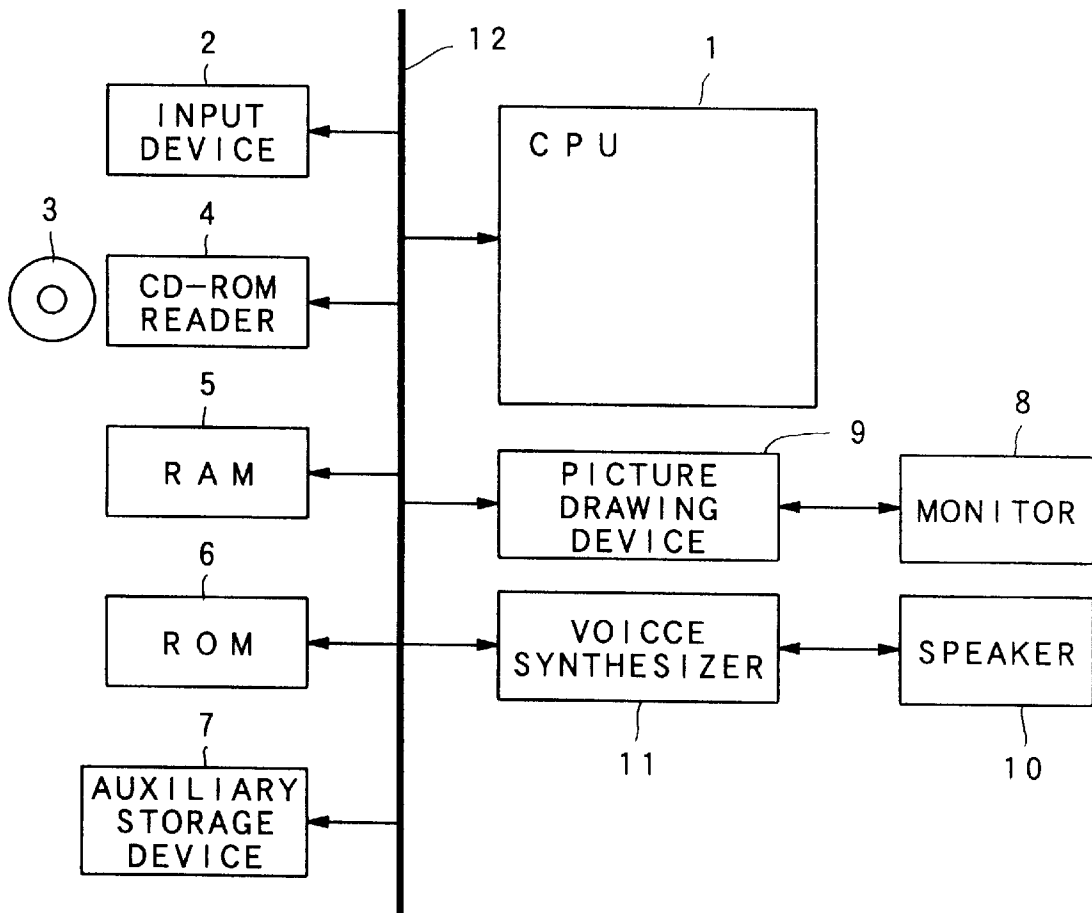 2
INPUT
DEVICE
3
4
CD-ROM
READER
5
RAM
6
ROM
7
AUXILIARY
STORAGE
DEVICE
12
1
CPU
9
PICTURE
DRAWING
DEVICE
8
MONITOR
VOICCE
SYNTHESIZER
11
SPEAKER
10